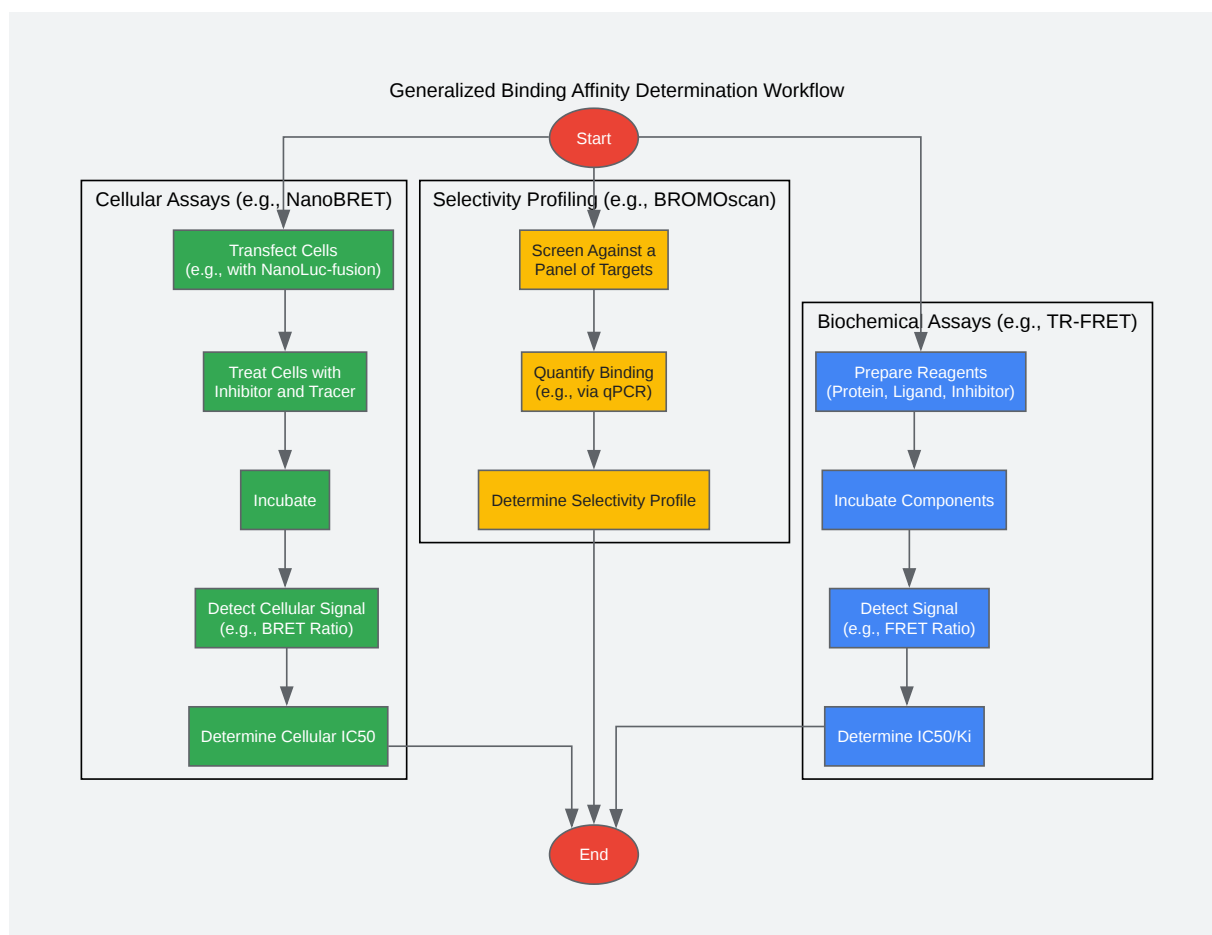 Generalized Binding Affinity Determination Workflow
Start
Cellular Assays (e.g., NanoBRET)
Transfect Cells
(e.g., with NanoLuc-fusion)
Treat Cells with
Inhibitor and Tracer
Incubate
Detect Cellular Signal
(e.g., BRET Ratio)
Determine Cellular IC50
Selectivity Profiling (e.g., BROMOscan)
Screen Against a
Panel of Targets
Quantify Binding
(e.g., via qPCR)
Determine Selectivity Profile
Biochemical Assays (e.g., TR-FRET)
Prepare Reagents
(Protein, Ligand, Inhibitor)
Incubate Components
Detect Signal
(e.g., FRET Ratio)
Determine IC50/Ki
End